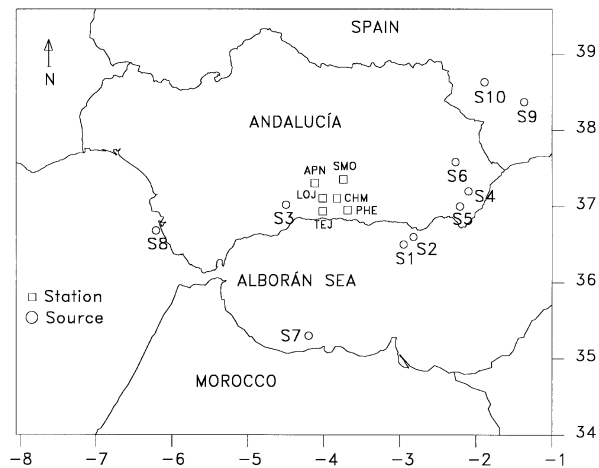 SPAIN
39
N
S10
S9
38
ANDALUCÍA
APN
SMO
S6
LOJ
CHM
S4
37
S3
TEJ
PHE
S5
S8
S1
S2
ALBORÁN SEA
36
Station
Source
S7
35
MOROCCO
34
-8 -7 -6 -5 -4 -3 -2 -1